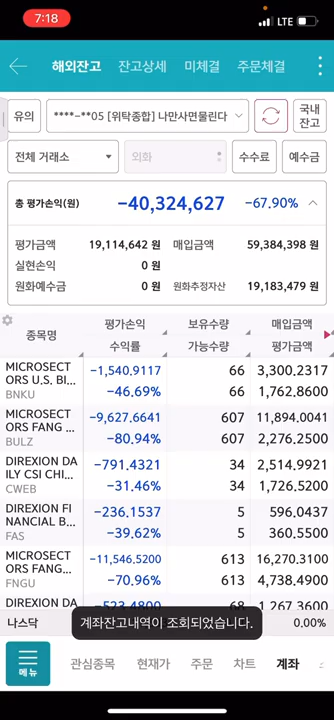 7:18
LTE
해외잔고 잔고상세 미체결 주문체결
유의 ****-**05 [위탁종합] 나만사면물린다 국내잔고
전체 거래소 외화 수수료 예수금
총 평가손익(원) -40,324,627 -67.90%
평가금액 19,114,642 원 매입금액 59,384,398 원
실현손익 0 원
원화예수금 0 원 원화추정자산 19,183,479 원
종목명 평가손익 보유수량 매입금액
수익률 가능수량 평가금액
MICROSECT -1,540.9117 66 3,300.2317
ORS U.S. BI...
BNKU -46.69% 66 1,762.8600
MICROSECT -9,627.6641 607 11,894.0041
ORS FANG ...
BULZ -80.94% 607 2,276.2500
DIREXION DA -791.4321 34 2,514.9921
ILY CSI CHI...
CWEB -31.46% 34 1,726.5200
DIREXION FI -236.1537 5 596.0437
NANCIAL B...
FAS -39.62% 5 360.5500
MICROSECT -11,546.5200 613 16,270.3100
ORS FANG...
FNGU -70.96% 613 4,738.4900
DIREXION DA -523.4800 68 1,267.3600
나스닥 계좌잔고내역이 조회되었습니다. 0,00%
메뉴 관심종목 현재가 주문 차트 계좌